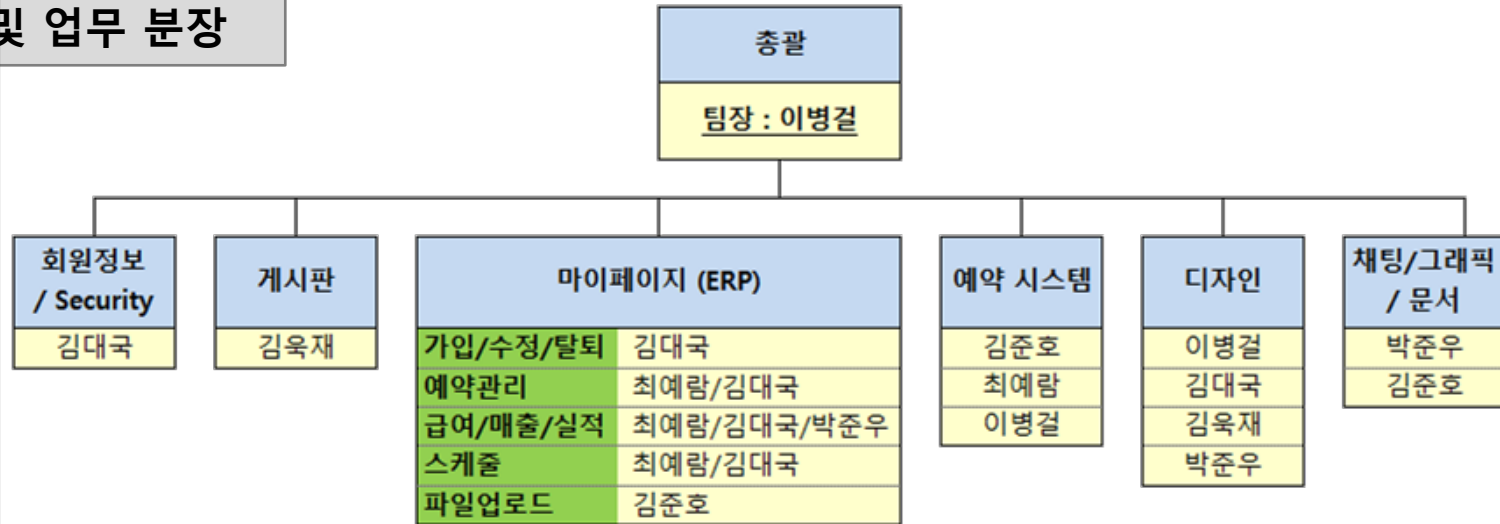 및 업무 분장
총괄
팀장 : 이병걸
회원정보
/ Security
김대국
게시판
김욱재
마이페이지 (ERP)
가입/수정/탈퇴 김대국
예약관리 최예람/김대국
급여/매출/실적 최예람/김대국/박준우
스케줄 최예람/김대국
파일업로드 김준호
예약 시스템
김준호
최예람
이병걸
디자인
이병걸
김대국
김욱재
박준우
채팅/그래픽
/ 문서
박준우
김준호